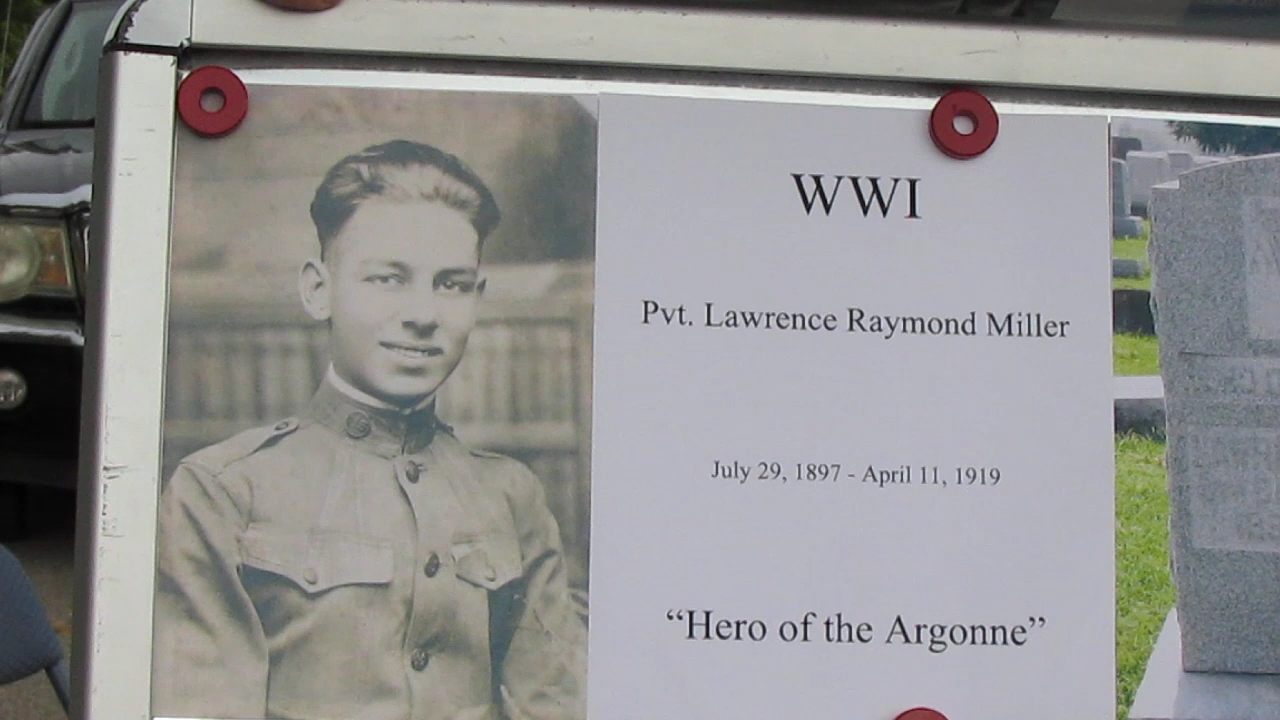 WWI
Pvt. Lawrence Raymond Miller
July 29, 1897 - April 11, 1919
“Hero of the Argonne”